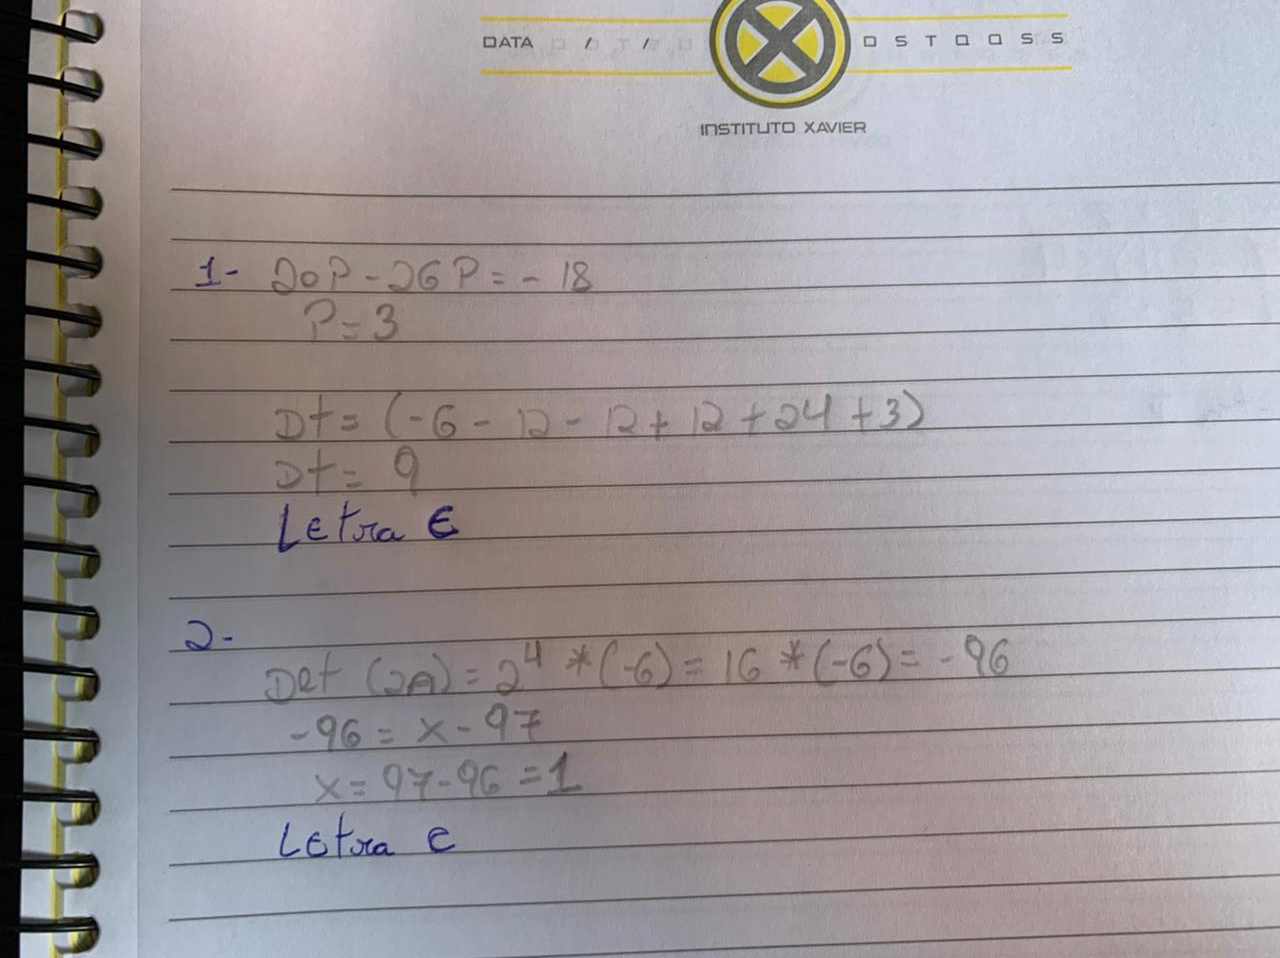 DATA / /
D S T Q Q S S
INSTITUTO XAVIER
1- 20P - 26P = - 18
P = 3
Dt = (-6 - 12 - 12 + 12 + 24 + 3)
Dt = 9
Letra E
2-
Det (2A) = 2⁴ * (-6) = 16 * (-6) = -96
-96 = x - 97
x = 97 - 96 = 1
Letra C